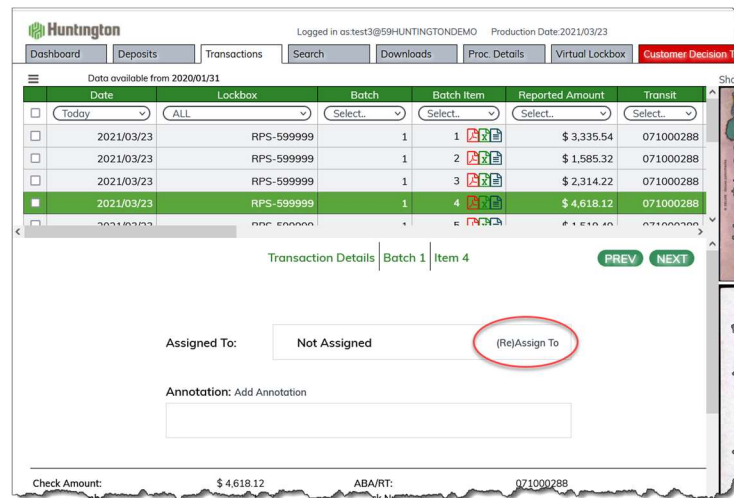 Huntington
Logged in as:test3@59HUNTINGTONDEMO Production Date:2021/03/23
Dashboard Deposits Transactions Search Downloads Proc. Details Virtual Lockbox Customer Decision T
Data available from 2020/01/31 Sho
Date Lockbox Batch Batch Item Reported Amount Transit
Today ALL Select.. Select.. Select.. Select..
2021/03/23 RPS-599999 1 1 $ 3,335.54 071000288
2021/03/23 RPS-599999 1 2 $ 1,585.32 071000288
2021/03/23 RPS-599999 1 3 $ 2,314.22 071000288
2021/03/23 RPS-599999 1 4 $ 4,618.12 071000288
Transaction Details Batch 1 Item 4 PREV NEXT
Assigned To: Not Assigned (Re)Assign To
Annotation: Add Annotation
Check Amount: $ 4,618.12 ABA/RT: 071000288